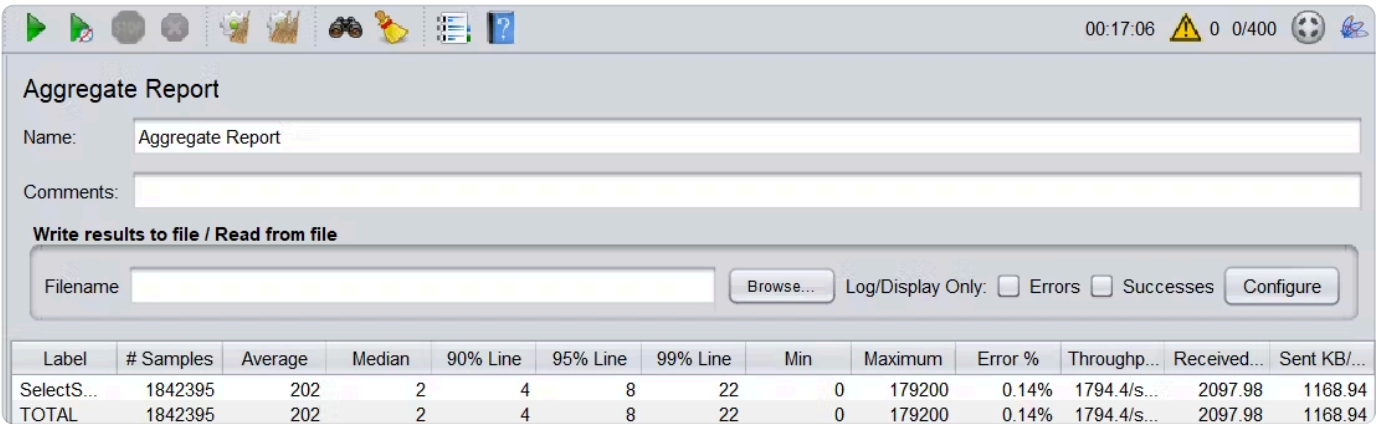 STOP
00:17:06 0 0/400
Aggregate Report
Name: Aggregate Report
Comments:
Write results to file / Read from file
Filename Browse... Log/Display Only: Errors Successes Configure
Label # Samples Average Median 90% Line 95% Line 99% Line Min Maximum Error % Throughp... Received... Sent KB/...
SelectS... 1842395 202 2 4 8 22 0 179200 0.14% 1794.4/s... 2097.98 1168.94
TOTAL 1842395 202 2 4 8 22 0 179200 0.14% 1794.4/s... 2097.98 1168.94